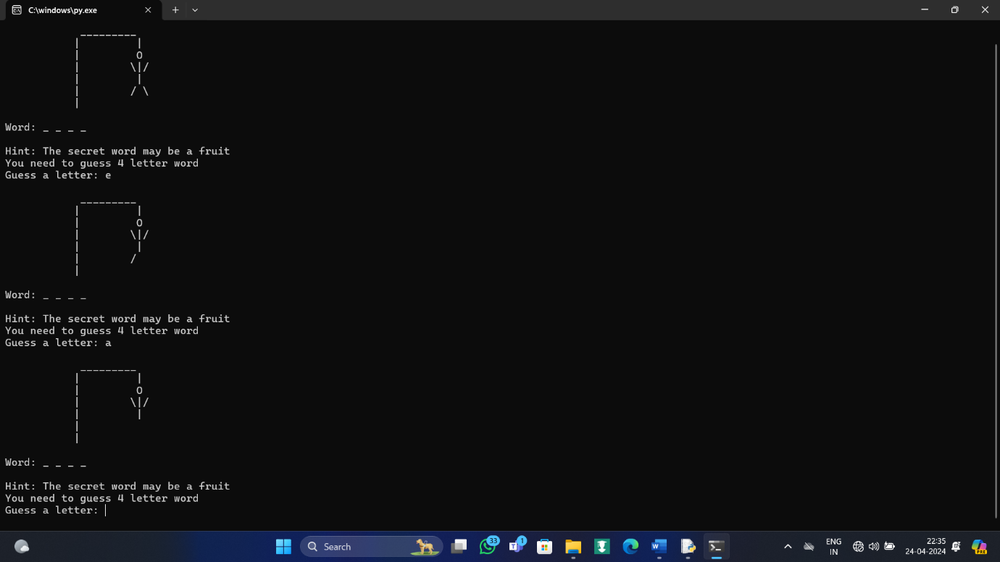 C:\windows\py.exe
 _________
|         |
|         O
|        \|/
|         |
|        / \
|
Word: _ _ _ _
Hint: The secret word may be a fruit
You need to guess 4 letter word
Guess a letter: e
 _________
|         |
|         O
|        \|/
|         |
|        /
|
Word: _ _ _ _
Hint: The secret word may be a fruit
You need to guess 4 letter word
Guess a letter: a
 _________
|         |
|         O
|        \|/
|         |
|
|
Word: _ _ _ _
Hint: The secret word may be a fruit
You need to guess 4 letter word
Guess a letter:
Search
33
1
ENG
IN
22:35
24-04-2024
PRE